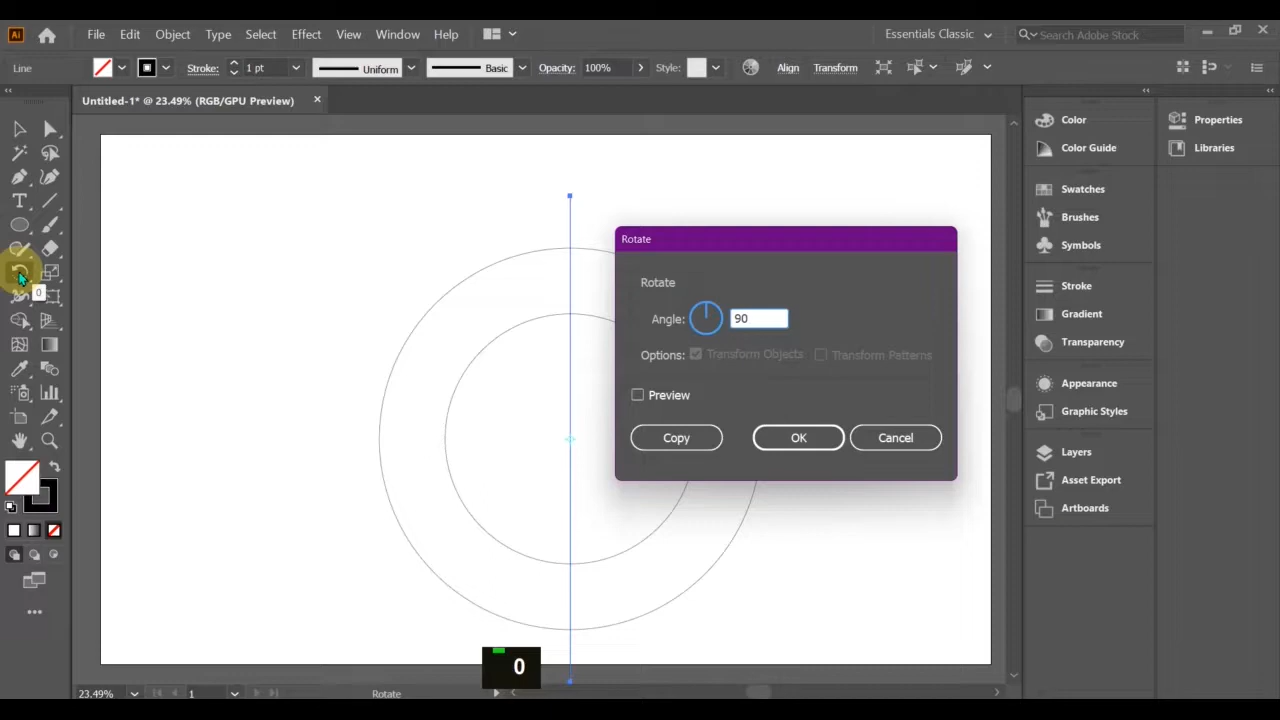 Ai File Edit Object Type Select Effect View Window Help Essentials Classic Search Adobe Stock
Line Stroke: 1 pt Uniform Basic Opacity: 100% Style: Align Transform
Untitled-1* @ 23.49% (RGB/GPU Preview)
Color
Properties
Color Guide
Libraries
Swatches
Brushes
Symbols
Stroke
Gradient
Transparency
Appearance
Graphic Styles
Layers
Asset Export
Artboards
T
0
Rotate
Rotate
Angle: 90
Options: Transform Objects Transform Patterns
Preview
Copy OK Cancel
0
23.49% 1 Rotate